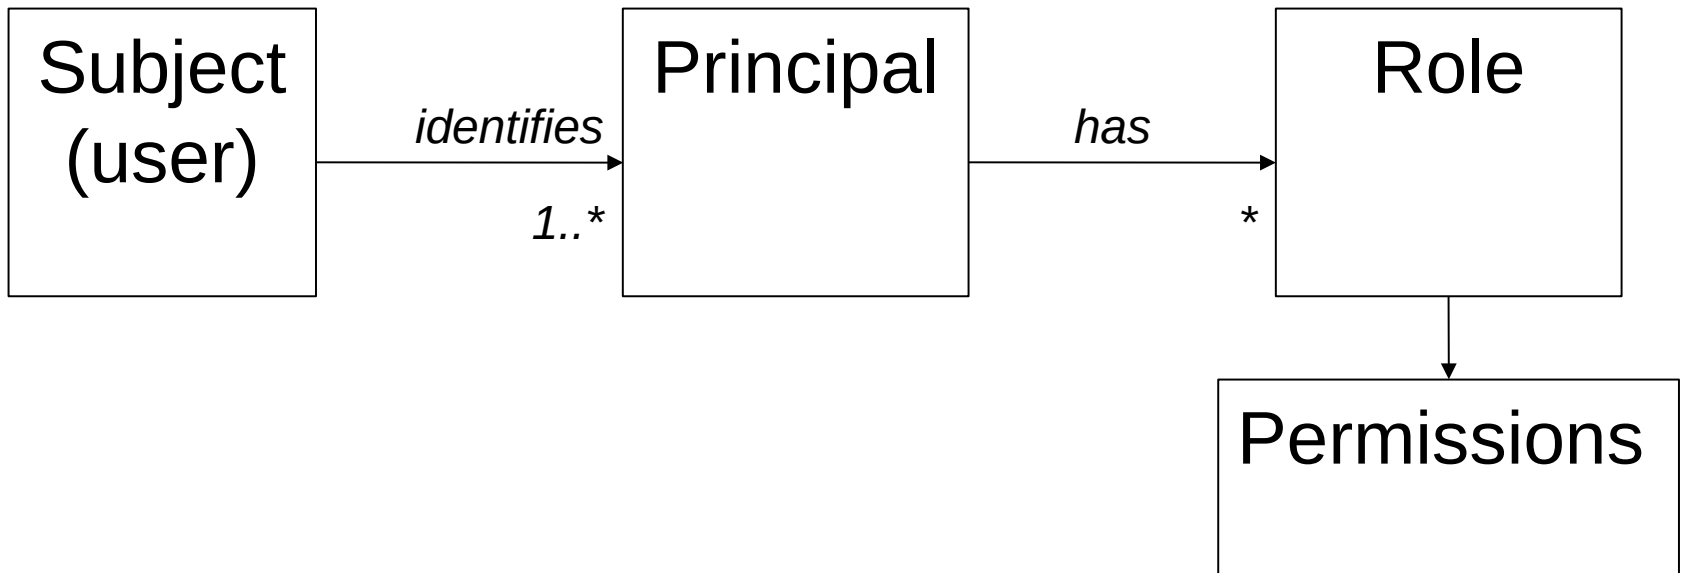 Subject
(user)
identifies
1..*
Principal
has
*
Role
Permissions